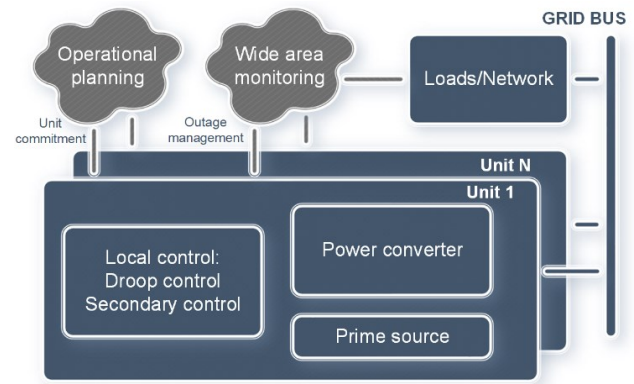 GRID BUS
Operational
planning
Wide area
monitoring
Loads/Network
Unit
commitment
Outage
management
Unit N
Unit 1
Local control:
Droop control
Secondary control
Power converter
Prime source